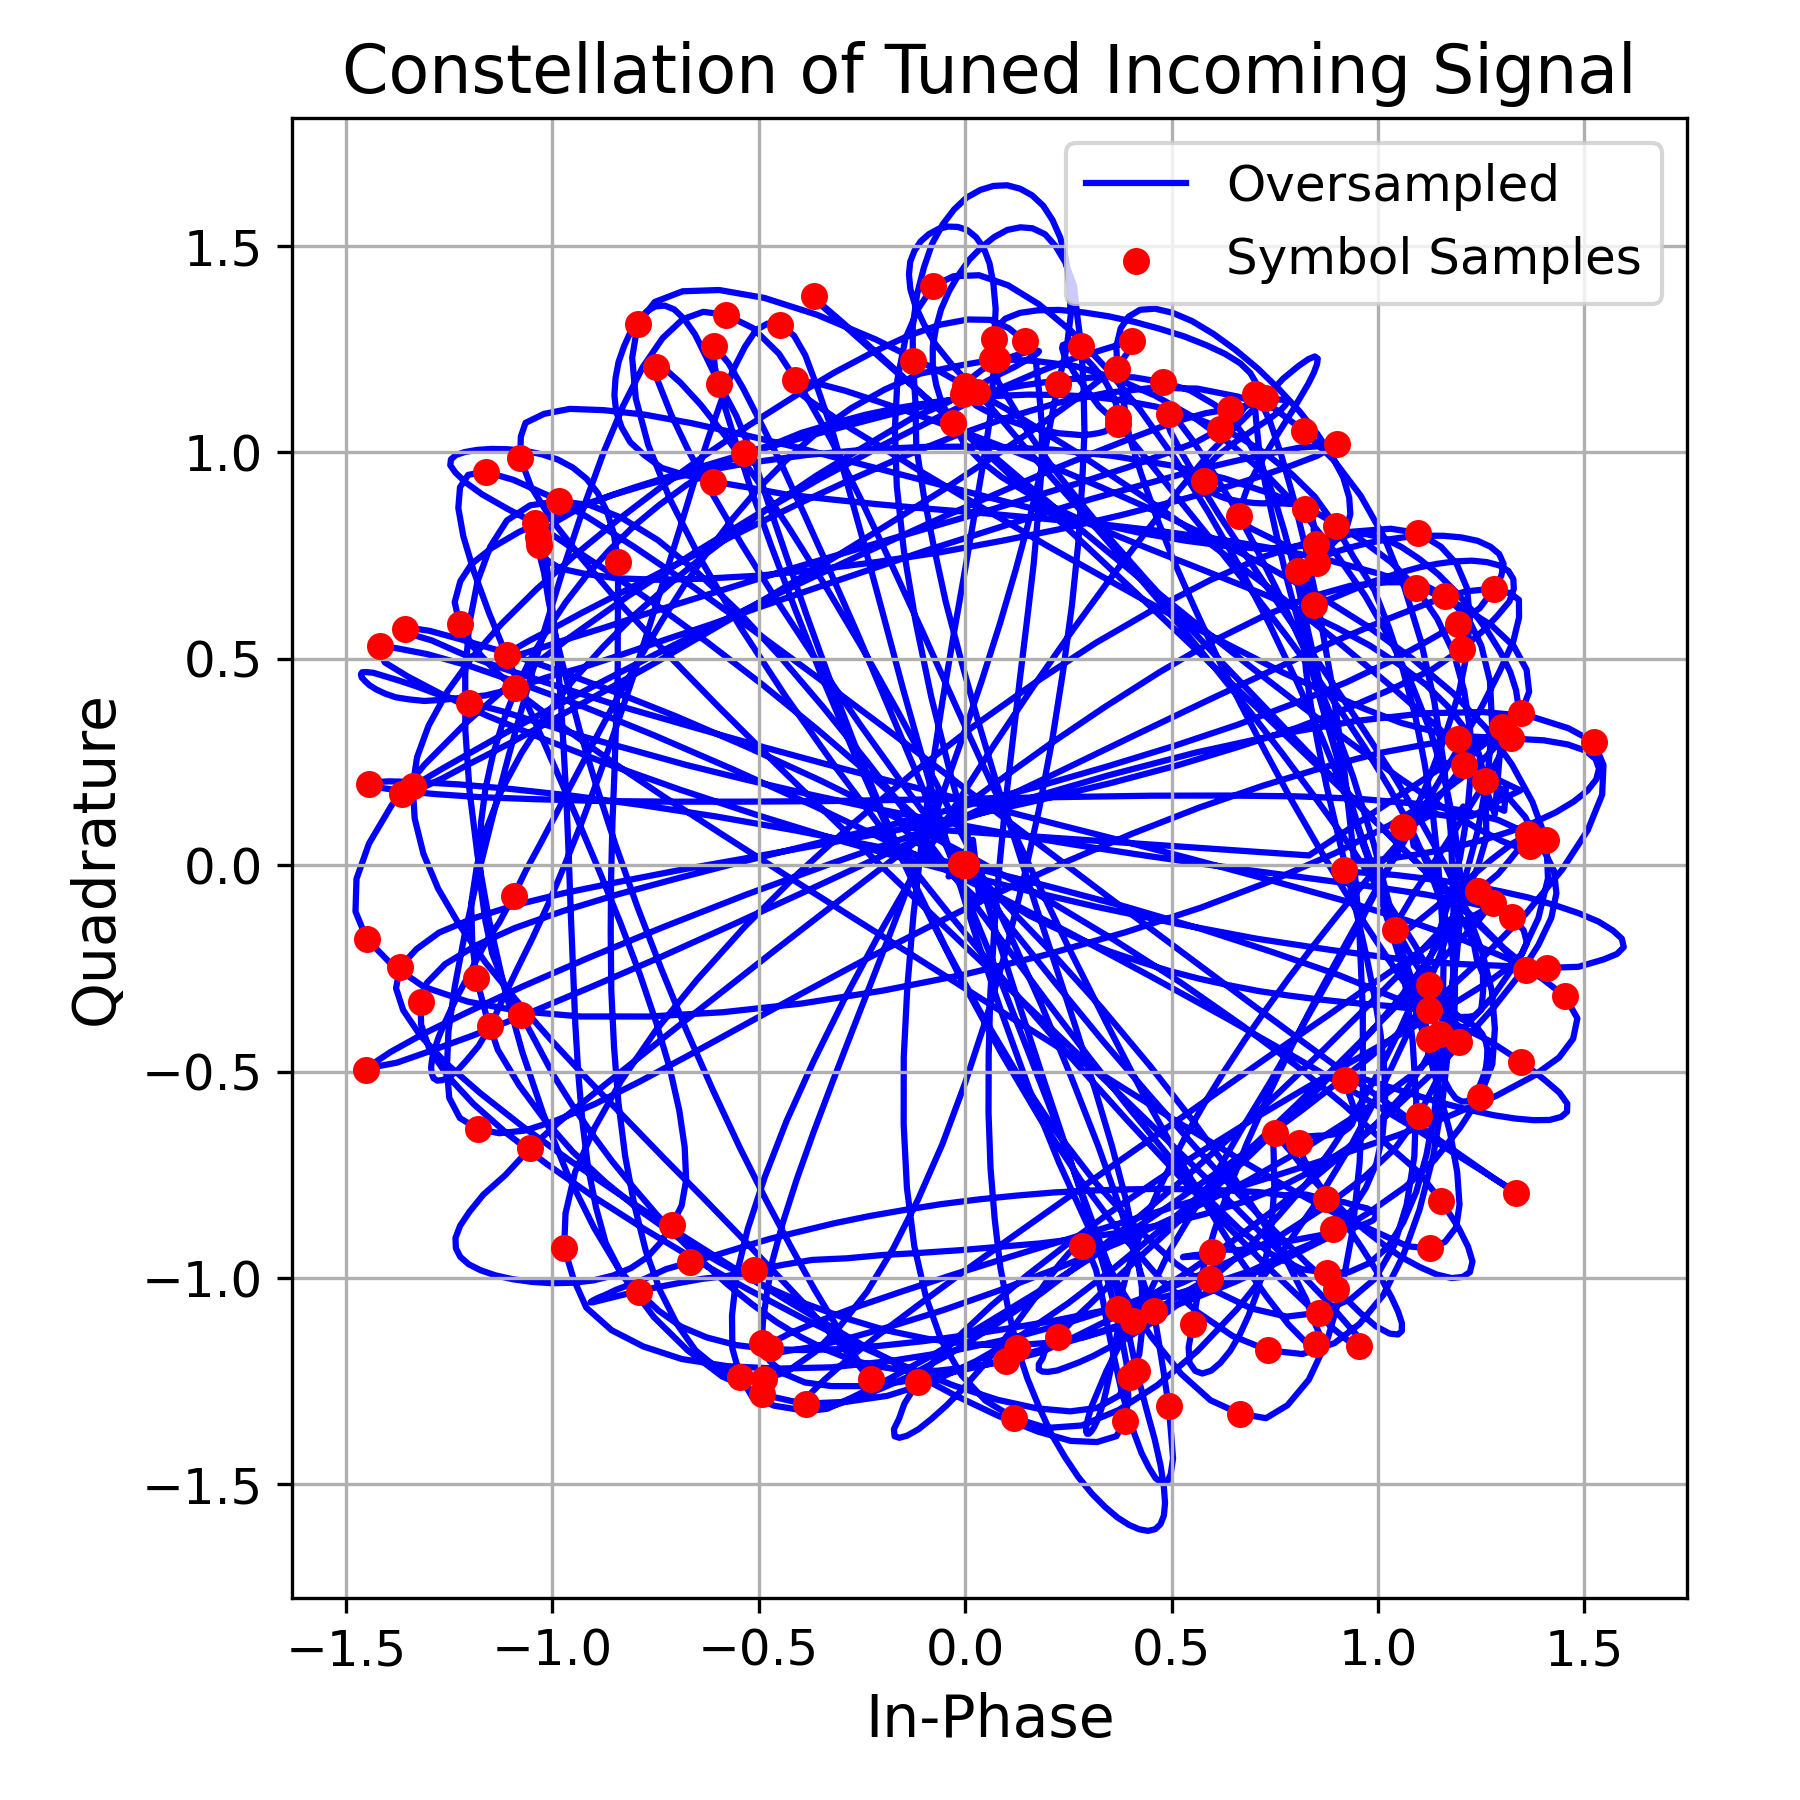 Constellation of Tuned Incoming Signal
Oversampled
Symbol Samples
1.5
1.0
0.5
0.0
−0.5
−1.0
−1.5
Quadrature
−1.5 −1.0 −0.5 0.0 0.5 1.0 1.5
In-Phase